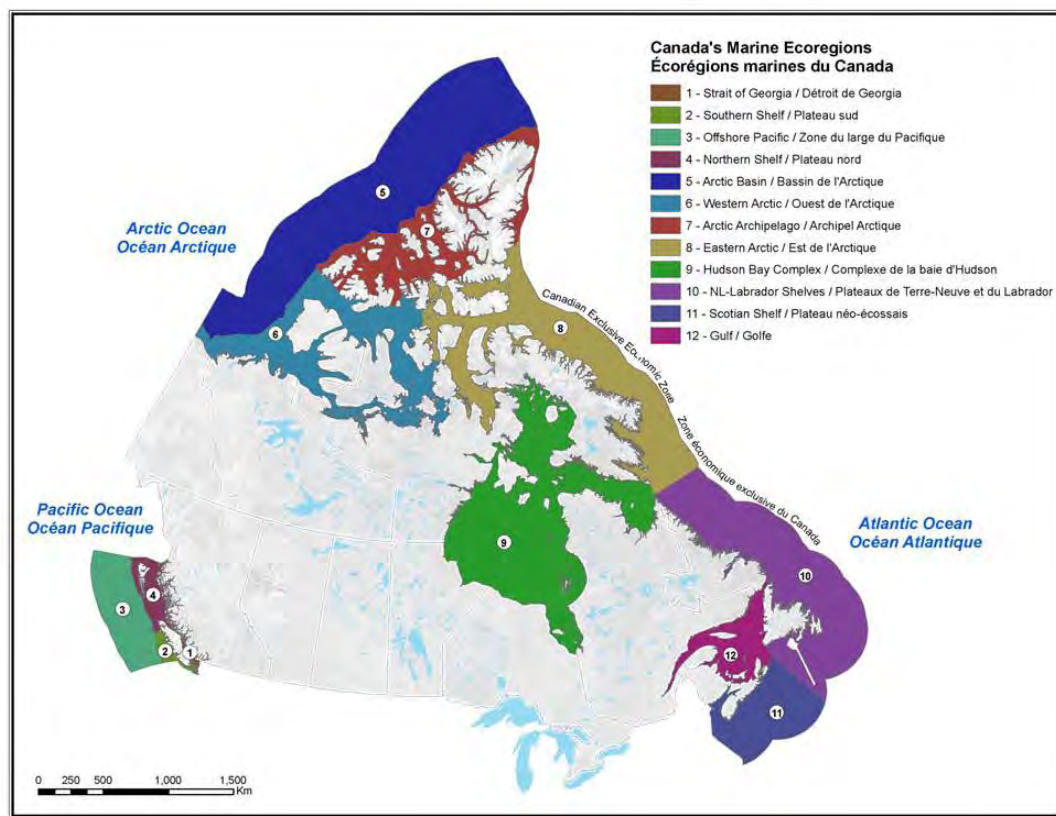 Canada's Marine Ecoregions
Écorégions marines du Canada
1 - Strait of Georgia / Détroit de Georgia
2 - Southern Shelf / Plateau sud
3 - Offshore Pacific / Zone du large du Pacifique
4 - Northern Shelf / Plateau nord
5 - Arctic Basin / Bassin de l'Arctique
6 - Western Arctic / Ouest de l'Arctique
7 - Arctic Archipelago / Archipel Arctique
8 - Eastern Arctic / Est de l'Arctique
9 - Hudson Bay Complex / Complexe de la baie d'Hudson
10 - NL-Labrador Shelves / Plateaux de Terre-Neuve et du Labrador
11 - Scotian Shelf / Plateau néo-écossais
12 - Gulf / Golfe
Arctic Ocean
Océan Arctique
5
7
6
8
Canadian Exclusive Economic Zone
Zone économique exclusive du Canada
Pacific Ocean
Océan Pacifique
Atlantic Ocean
Océan Atlantique
9
10
3
4
2
1
12
11
0 250 500 1,000 1,500
Km